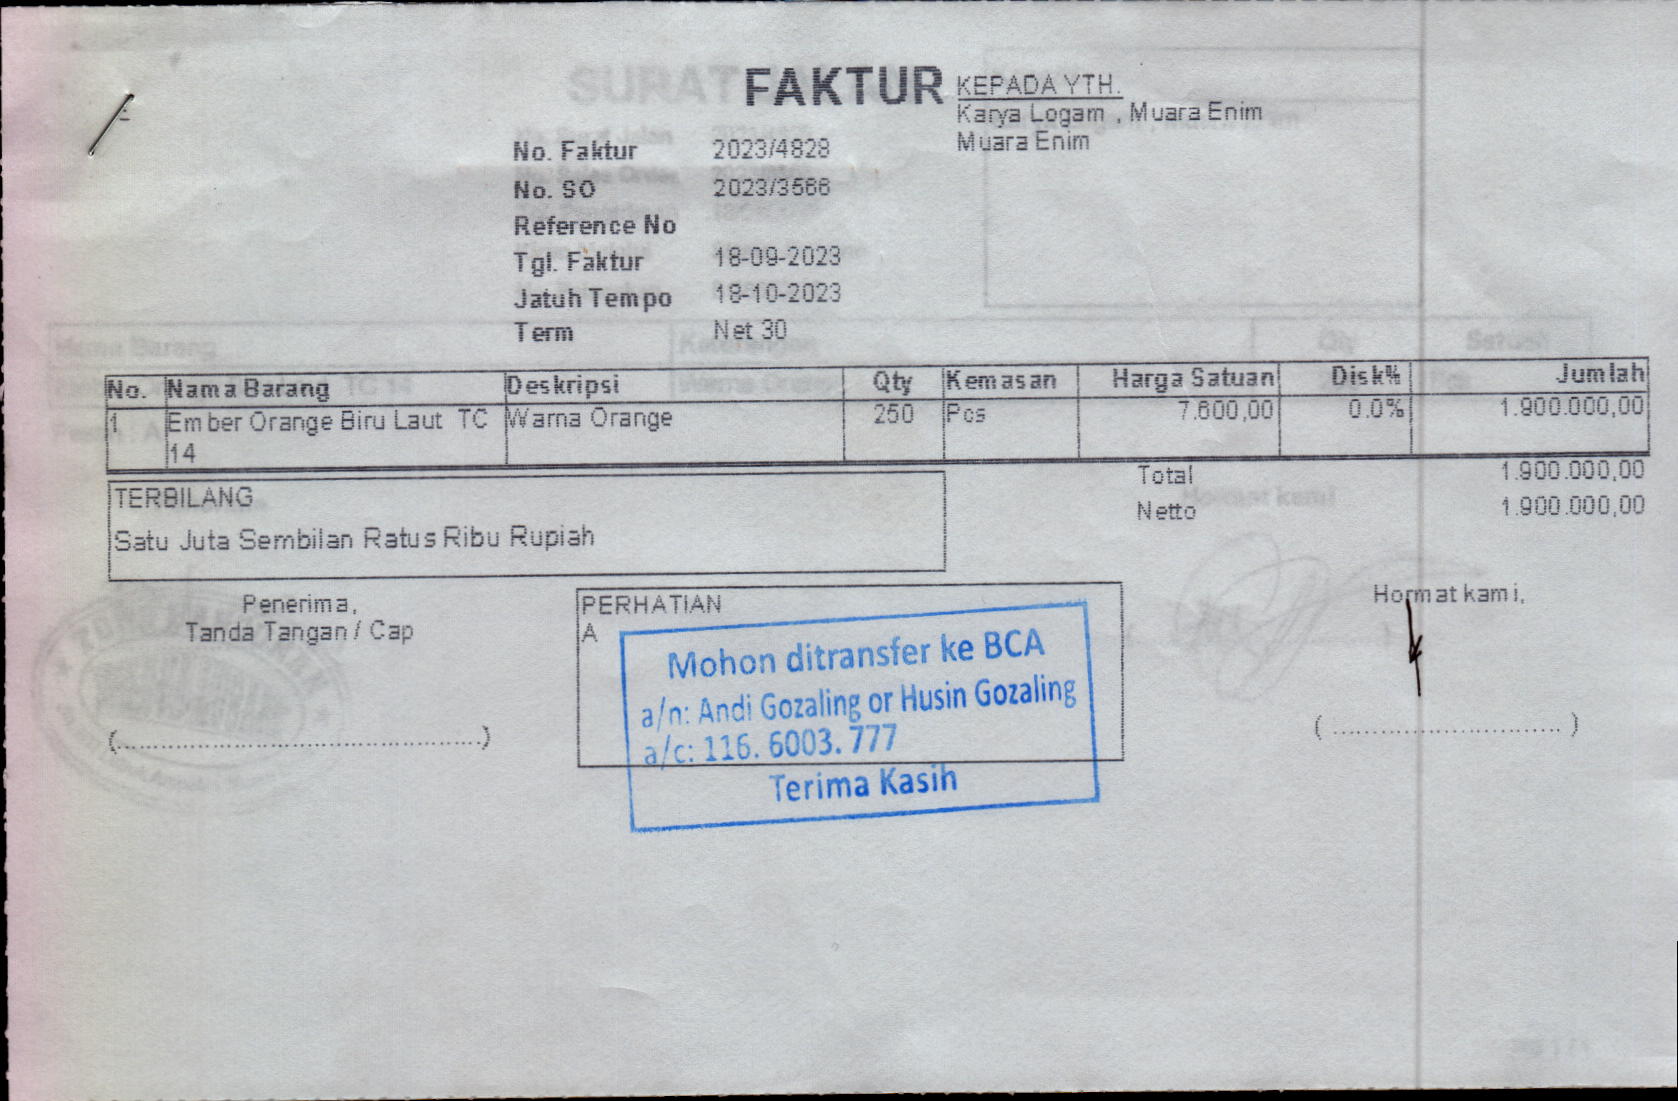 FAKTUR
KEPADA YTH.
Karya Logam , Muara Enim
Muara Enim
No. Faktur 2023/4828
No. SO 2023/3566
Reference No
Tgl. Faktur 18-09-2023
Jatuh Tempo 18-10-2023
Term Net 30
No. Nama Barang Deskripsi Qty Kemasan Harga Satuan Disk% Jumlah
1 Ember Orange Biru Laut TC Warna Orange 250 Pcs 7.600,00 0.0% 1.900.000,00
14
Total 1.900.000,00
Netto 1.900.000,00
TERBILANG
Satu Juta Sembilan Ratus Ribu Rupiah
Penerima,
Tanda Tangan / Cap
(................................................)
PERHATIAN
A
Mohon ditransfer ke BCA
a/n: Andi Gozaling or Husin Gozaling
a/c: 116. 6003. 777
Terima Kasih
Hormat kami,
( ............................. )